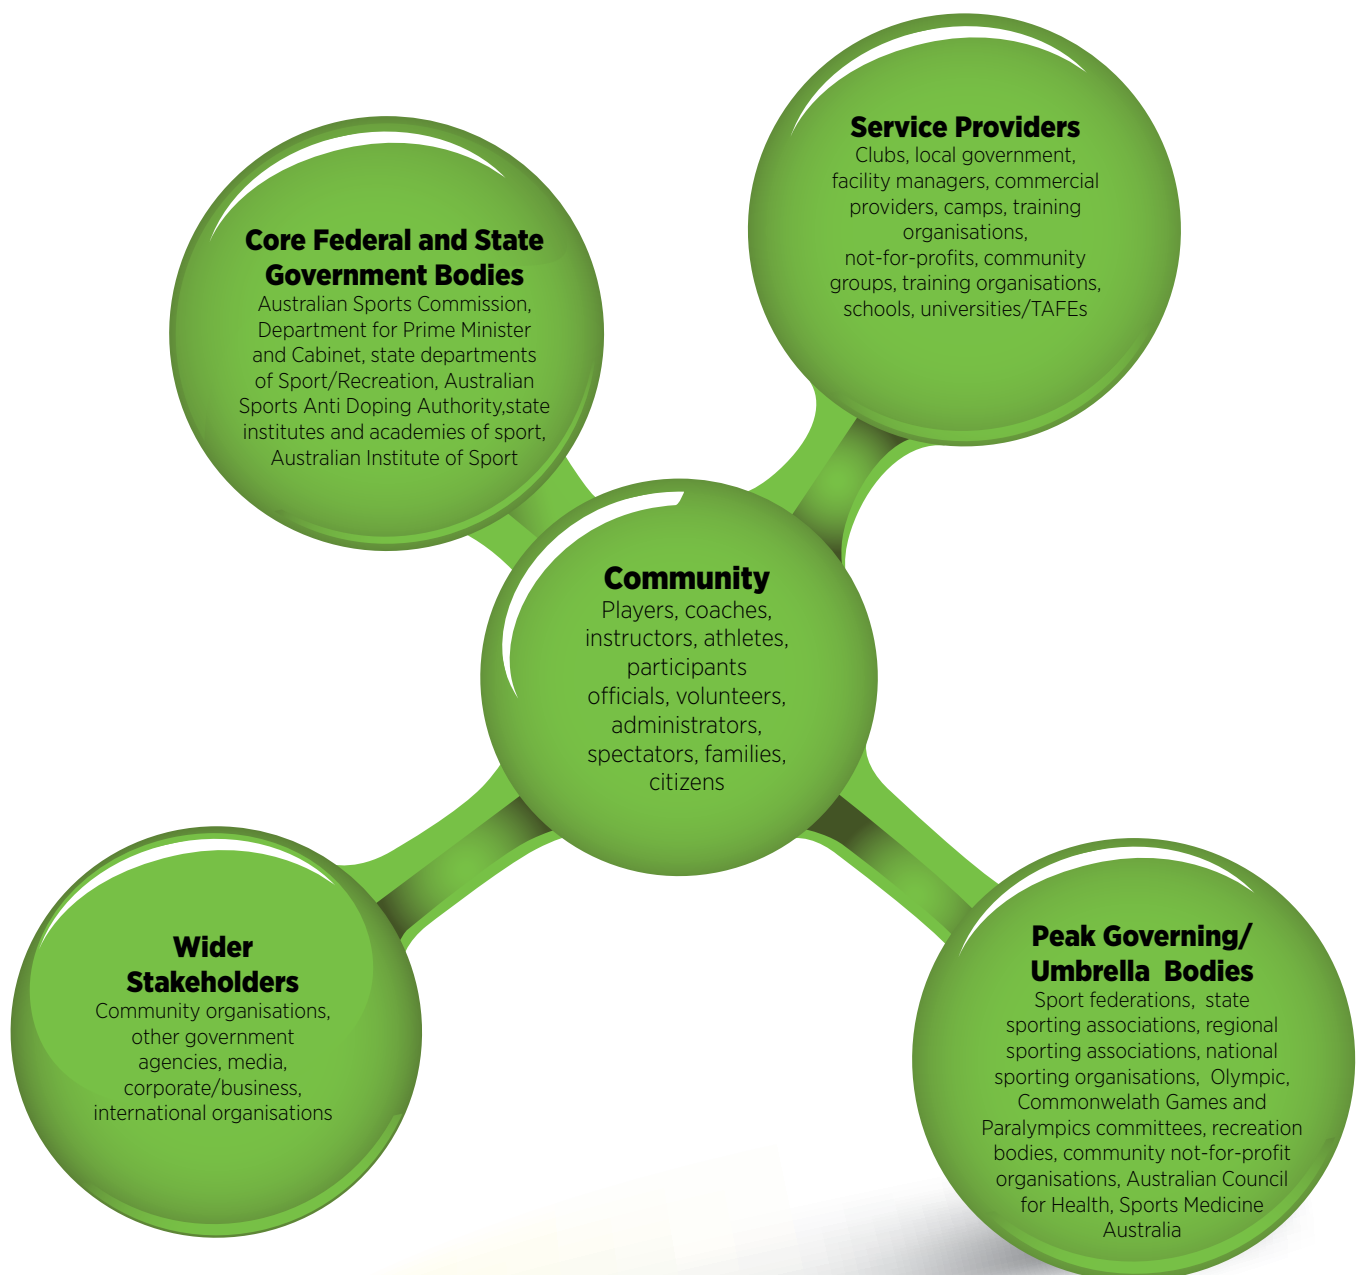 Service Providers
Clubs, local government,
facility managers, commercial
providers, camps, training
organisations,
not-for-profits, community
groups, training organisations,
schools, universities/TAFEs
Core Federal and State
Government Bodies
Australian Sports Commission,
Department for Prime Minister
and Cabinet, state departments
of Sport/Recreation, Australian
Sports Anti Doping Authority,state
institutes and academies of sport,
Australian Institute of Sport
Community
Players, coaches,
instructors, athletes,
participants
officials, volunteers,
administrators,
spectators, families,
citizens
Wider
Stakeholders
Community organisations,
other government
agencies, media,
corporate/business,
international organisations
Peak Governing/
Umbrella Bodies
Sport federations, state
sporting associations, regional
sporting associations, national
sporting organisations, Olympic,
Commonwelath Games and
Paralympics committees, recreation
bodies, community not-for-profit
organisations, Australian Council
for Health, Sports Medicine
Australia